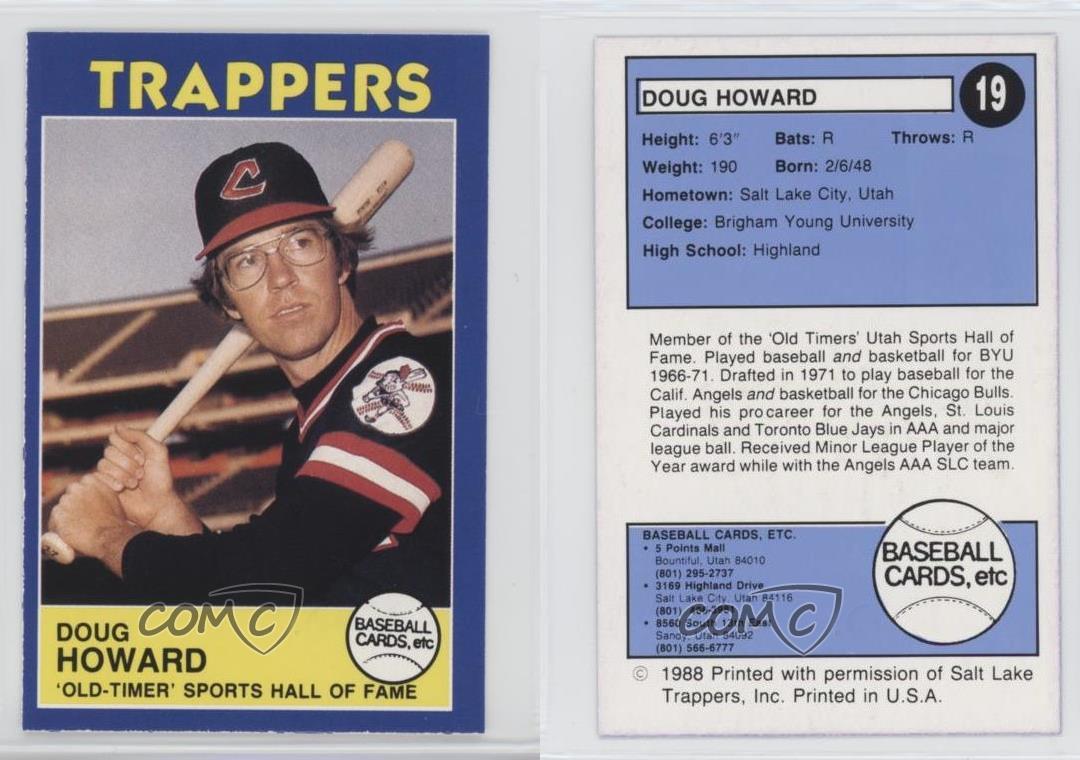 TRAPPERS
C
DOUG
HOWARD
'OLD-TIMER' SPORTS HALL OF FAME
BASEBALL
CARDS, etc
COMC
DOUG HOWARD
19
Height: 6'3" Bats: R Throws: R
Weight: 190 Born: 2/6/48
Hometown: Salt Lake City, Utah
College: Brigham Young University
High School: Highland
Member of the 'Old Timers' Utah Sports Hall of
Fame. Played baseball and basketball for BYU
1966-71. Drafted in 1971 to play baseball for the
Calif. Angels and basketball for the Chicago Bulls.
Played his pro career for the Angels, St. Louis
Cardinals and Toronto Blue Jays in AAA and major
league ball. Received Minor League Player of the
Year award while with the Angels AAA SLC team.
BASEBALL CARDS, ETC.
• 5 Points Mall
Bountiful, Utah 84010
(801) 295-2737
• 3169 Highland Drive
Salt Lake City, Utah 84116
(801)
• 8560 South 13th East
Sandy, Utah 84092
(801) 566-6777
BASEBALL
CARDS, etc
COMC
© 1988 Printed with permission of Salt Lake
Trappers, Inc. Printed in U.S.A.